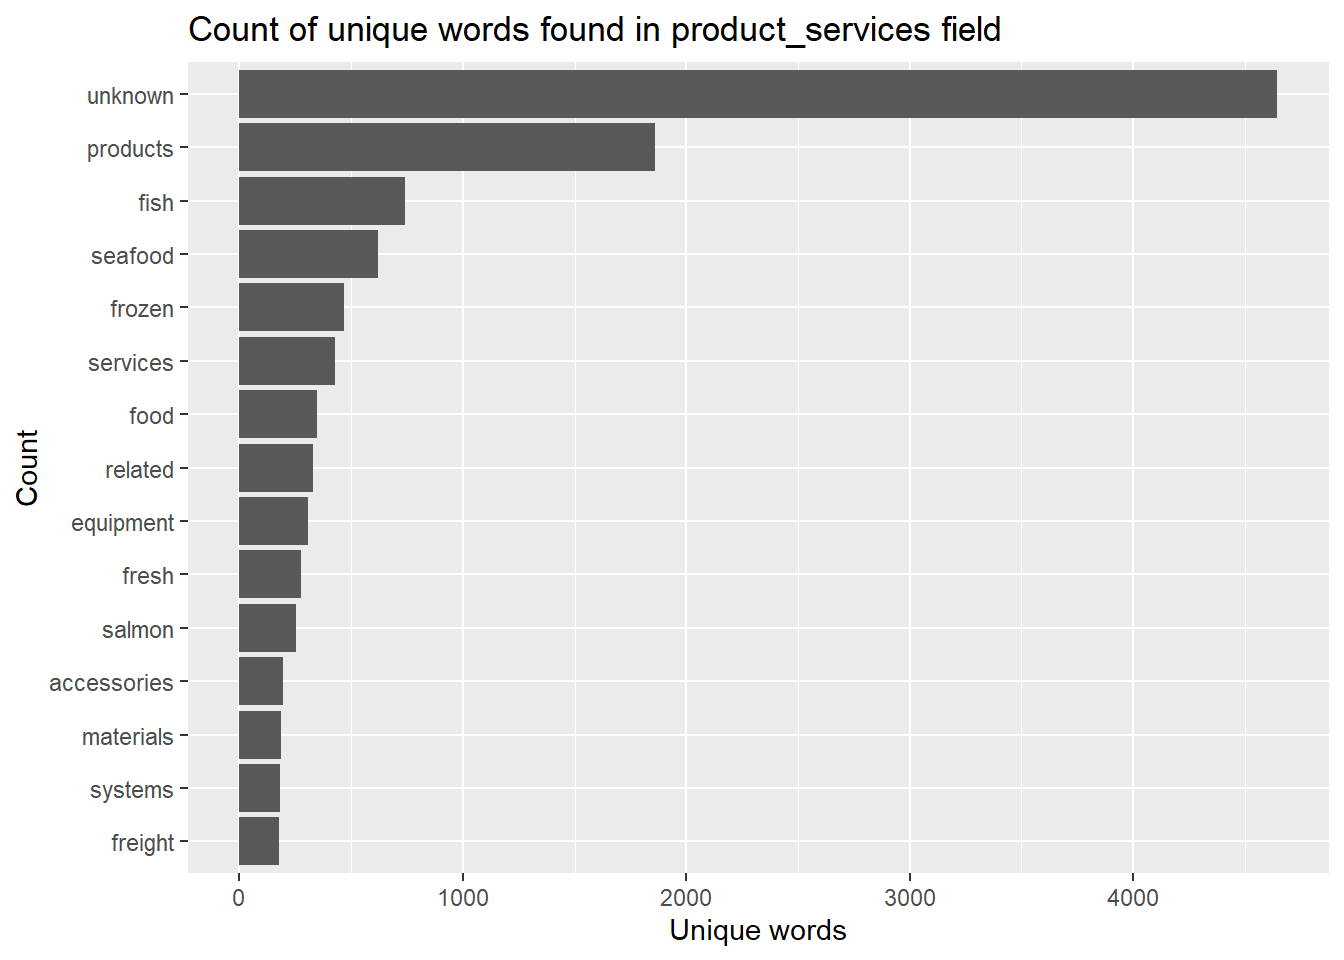 Count of unique words found in product_services field
unknown
products
fish
seafood
frozen
services
food
related
equipment
fresh
salmon
accessories
materials
systems
freight
Count
0 1000 2000 3000 4000
Unique words